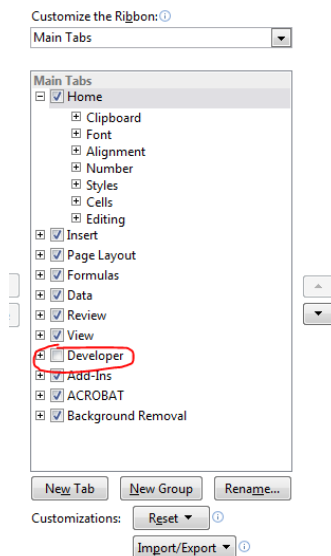 Customize the Ribbon:
Main Tabs
Main Tabs
Home
Clipboard
Font
Alignment
Number
Styles
Cells
Editing
Insert
Page Layout
Formulas
Data
Review
View
Developer
Add-Ins
ACROBAT
Background Removal
New Tab New Group Rename...
Customizations: Reset
Import/Export